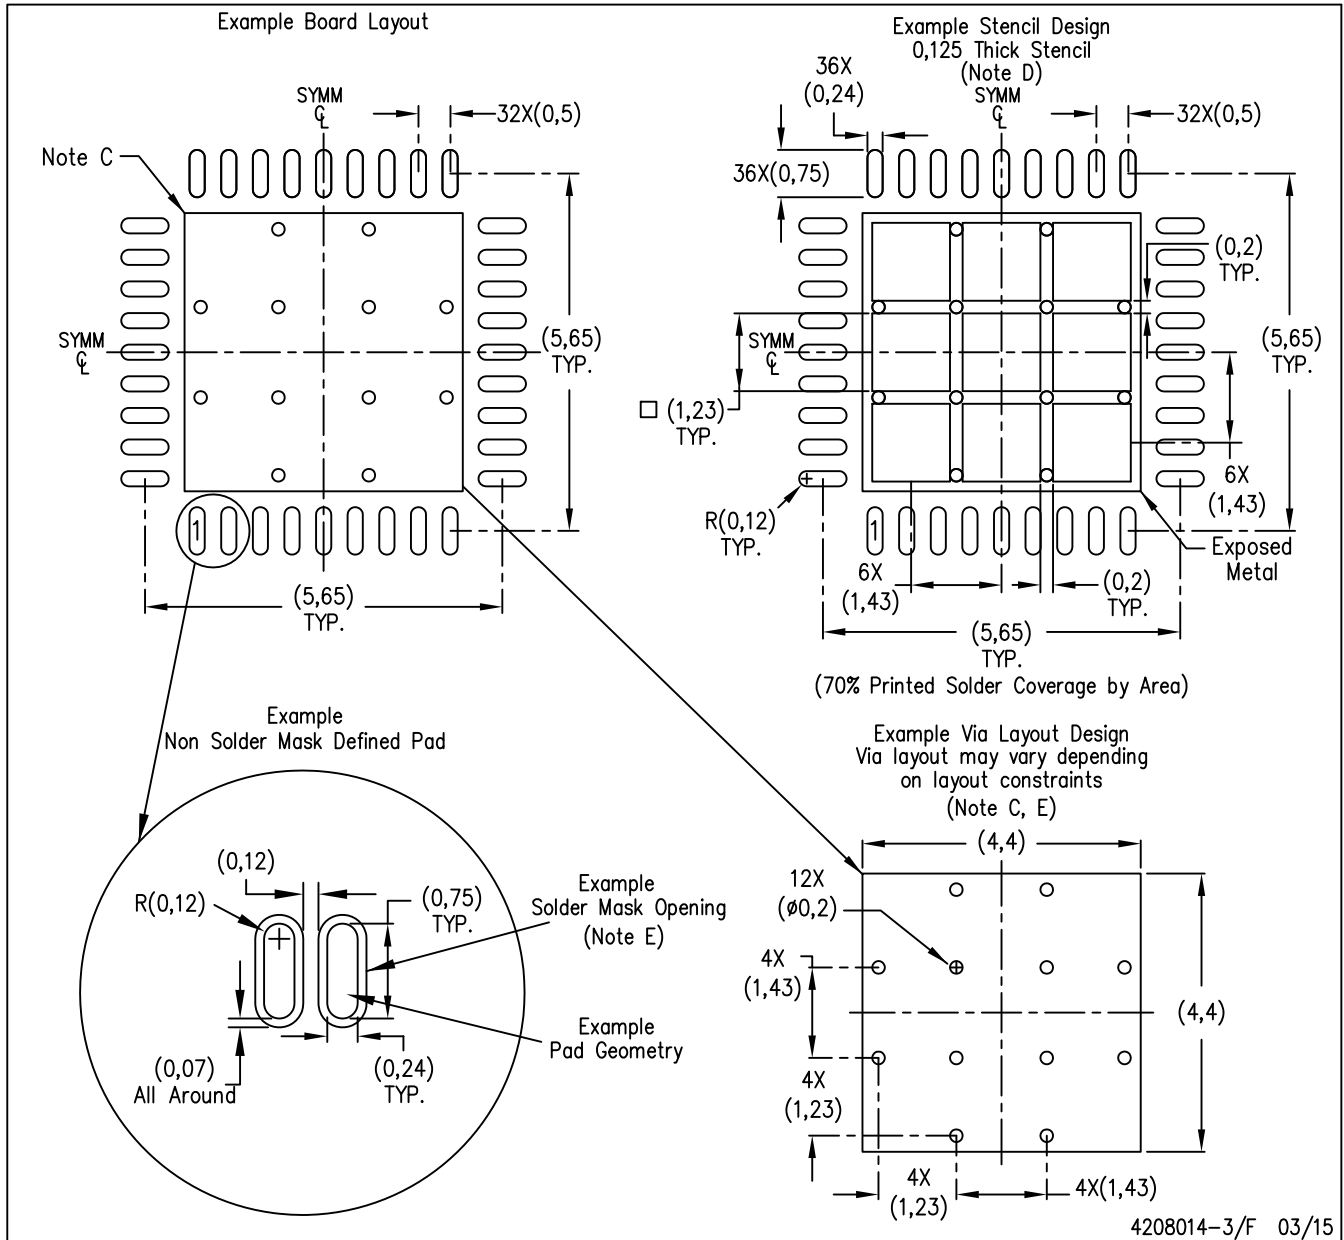 Example Board Layout
SYMM
℄
32X(0,5)
Note C
SYMM
℄
(5,65)
TYP.
1
(5,65)
TYP.
Example Stencil Design
0,125 Thick Stencil
(Note D)
36X
(0,24)
SYMM
℄
32X(0,5)
36X(0,75)
(0,2)
TYP.
SYMM
℄
(5,65)
TYP.
□ (1,23)
TYP.
6X
(1,43)
R(0,12)
TYP.
1
Exposed
Metal
6X
(1,43)
(0,2)
TYP.
(5,65)
TYP.
(70% Printed Solder Coverage by Area)
Example
Non Solder Mask Defined Pad
(0,12)
R(0,12)
(0,75)
TYP.
Example
Solder Mask Opening
(Note E)
Example
Pad Geometry
(0,07)
All Around
(0,24)
TYP.
Example Via Layout Design
Via layout may vary depending
on layout constraints
(Note C, E)
(4,4)
12X
(ø0,2)
4X
(1,43)
(4,4)
4X
(1,23)
4X
(1,23)
4X(1,43)
4208014-3/F 03/15